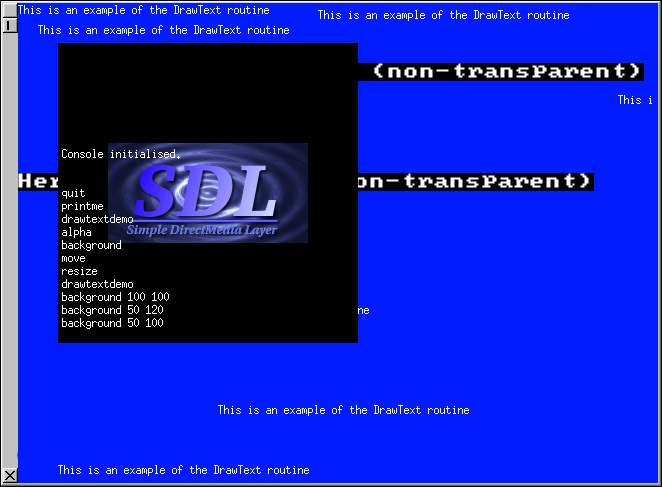 This is an example of the DrawText routine
This is an example of the DrawText routine
This is an example of the DrawText routine
(non-transParent)
This i
Console initialised.
Her
on-transParent)
SDL
Simple DirectMedia Layer
quit
printme
drawtextdemo
alpha
background
move
resize
drawtextdemo
background 100 100
background 50 120
ne
background 50 100
This is an example of the DrawText routine
This is an example of the DrawText routine